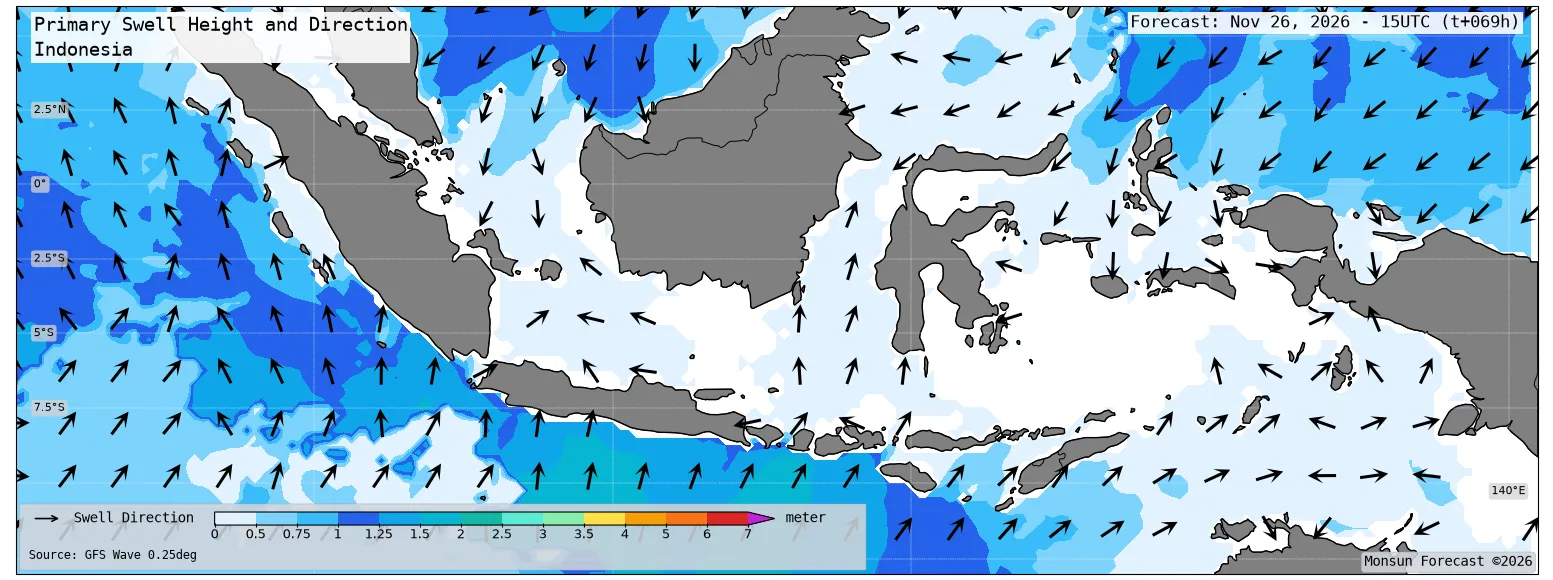 Primary Swell Height and Direction
Indonesia
Forecast: Nov 26, 2026 - 15UTC (t+069h)
2.5°N
0°
2.5°S
5°S
7.5°S
140°E
Swell Direction
0 0.5 0.75 1 1.25 1.5 2 2.5 3 3.5 4 5 6 7
meter
Source: GFS Wave 0.25deg
Monsun Forecast ©2026